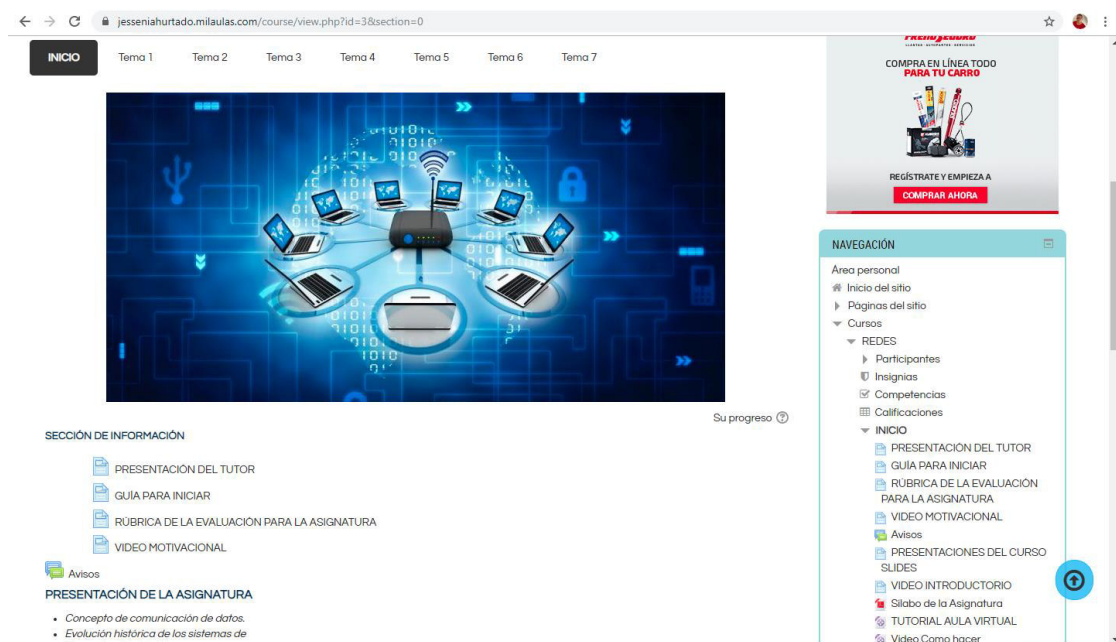 jesseniahurtado.milaulas.com/course/view.php?id=3&section=0
INICIO Tema 1 Tema 2 Tema 3 Tema 4 Tema 5 Tema 6 Tema 7
COMPRA EN LÍNEA TODO
PARA TU CARRO
REGÍSTRATE Y EMPIEZA A
COMPRAR AHORA
Su progreso
SECCIÓN DE INFORMACIÓN
PRESENTACIÓN DEL TUTOR
GUÍA PARA INICIAR
RÚBRICA DE LA EVALUACIÓN PARA LA ASIGNATURA
VIDEO MOTIVACIONAL
Avisos
PRESENTACIÓN DE LA ASIGNATURA
• Concepto de comunicación de datos.
• Evolución histórica de los sistemas de
NAVEGACIÓN
Área personal
Inicio del sitio
Páginas del sitio
Cursos
REDES
Participantes
Insignias
Competencias
Calificaciones
INICIO
PRESENTACIÓN DEL TUTOR
GUÍA PARA INICIAR
RÚBRICA DE LA EVALUACIÓN
PARA LA ASIGNATURA
VIDEO MOTIVACIONAL
Avisos
PRESENTACIONES DEL CURSO
SLIDES
VIDEO INTRODUCTORIO
Silabo de la Asignatura
TUTORIAL AULA VIRTUAL
Video Como hacer